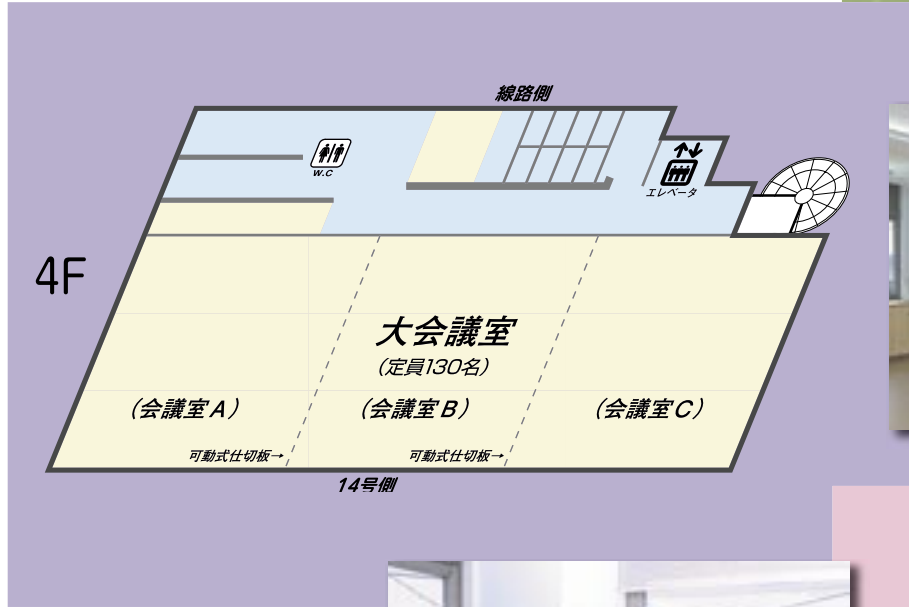 線路側
W.C
エレベータ
4F
大会議室
(定員130名)
(会議室A)
(会議室B)
(会議室C)
可動式仕切板→
可動式仕切板→
14号側